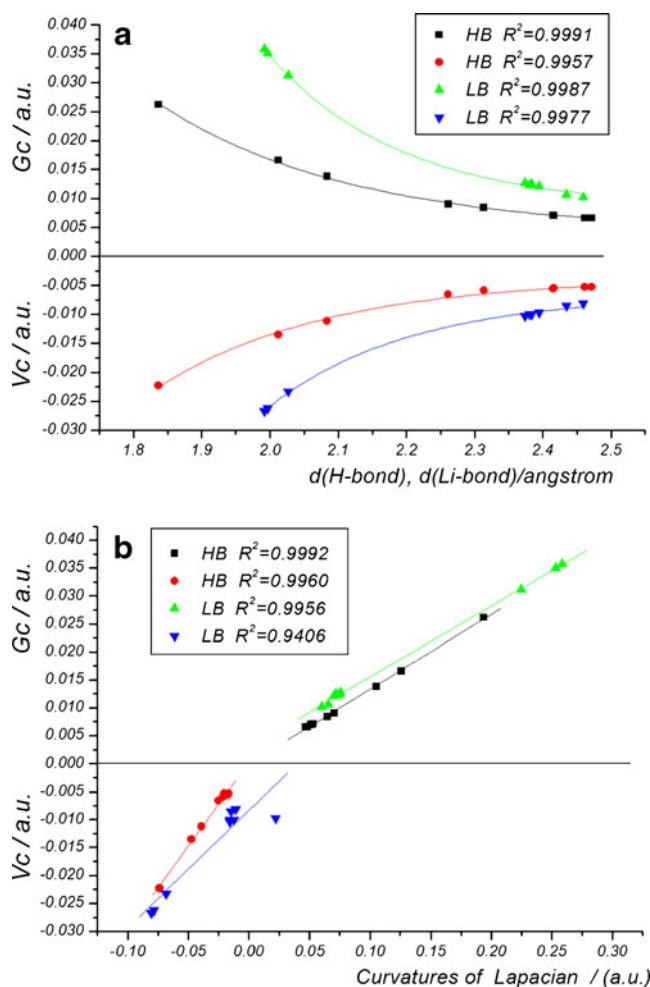 a
HB R²=0.9991
HB R²=0.9957
LB R²=0.9987
LB R²=0.9977
Gc / a.u.
Vc / a.u.
0.040
0.035
0.030
0.025
0.020
0.015
0.010
0.005
0.000
-0.005
-0.010
-0.015
-0.020
-0.025
-0.030
1.8 1.9 2.0 2.1 2.2 2.3 2.4 2.5
d(H-bond), d(Li-bond)/angstrom
b
HB R²=0.9992
HB R²=0.9960
LB R²=0.9956
LB R²=0.9406
Gc / a.u.
Vc / a.u.
0.040
0.035
0.030
0.025
0.020
0.015
0.010
0.005
0.000
-0.005
-0.010
-0.015
-0.020
-0.025
-0.030
-0.10 -0.05 0.00 0.05 0.10 0.15 0.20 0.25 0.30
Curvatures of Lapacian / (a.u.)